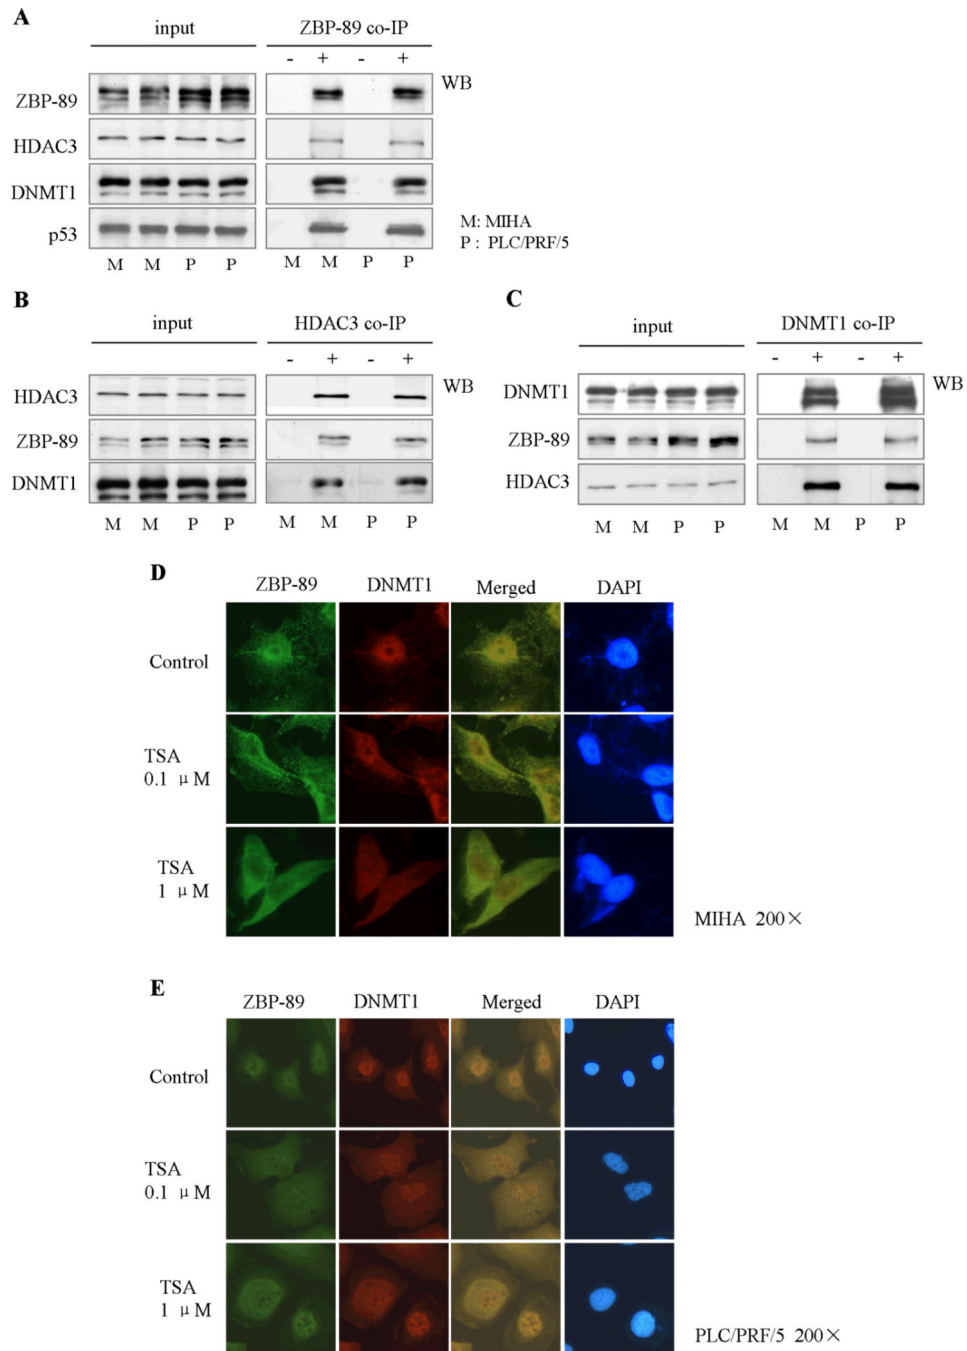 A
input ZBP-89 co-IP
- + - +
WB
ZBP-89
HDAC3
DNMT1
p53
M: MIHA
P : PLC/PRF/5
M M P P M M P P
B
input HDAC3 co-IP
- + - +
WB
HDAC3
ZBP-89
DNMT1
M M P P M M P P
C
input DNMT1 co-IP
- + - +
WB
DNMT1
ZBP-89
HDAC3
M M P P M M P P
D
ZBP-89 DNMT1 Merged DAPI
Control
TSA
0.1 μM
TSA
1 μM
MIHA 200×
E
ZBP-89 DNMT1 Merged DAPI
Control
TSA
0.1 μM
TSA
1 μM
PLC/PRF/5 200×